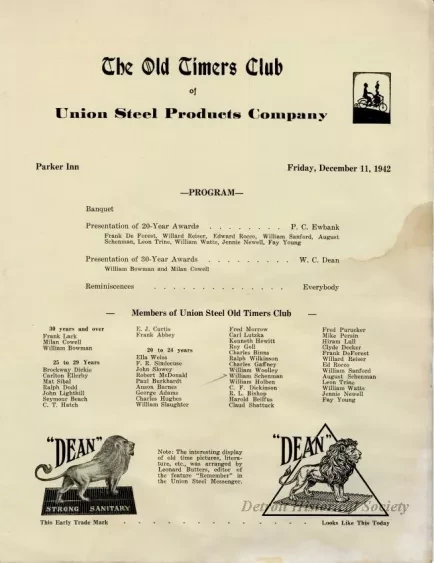 The Old Timers Club
of
Union Steel Products Company
Parker Inn
Friday, December 11, 1942
—PROGRAM—
Banquet
Presentation of 20-Year Awards . . . . . . . . P. C. Ewbank
Frank De Forest, Willard Reiser, Edward Rocco, William Sanford, August
Scheuman, Leon Trine, William Watts, Jennie Newell, Fay Young
Presentation of 30-Year Awards . . . . . . . . . W. C. Dean
William Bowman and Milan Cowell
Reminiscences . . . . . . . . . . . . . . Everybody
— Members of Union Steel Old Timers Club —
30 years and over
Frank Lack
Milan Cowell
William Bowman
25 to 29 Years
Brockway Dickie
Carlton Ellerby
Mat Sibal
Ralph Dodd
John Lighthill
Seymour Beach
C. T. Hatch
E. J. Curtis
Frank Abbey
20 to 24 years
Ella Weiss
F. R. Sindorase
John Slowey
Robert McDonald
Paul Burkhardt
Anson Barnes
George Adams
Charles Hughes
William Slaughter
Fred Morrow
Carl Lutzka
Kenneth Hewitt
Roy Gell
Charles Binns
Ralph Wilkinson
Charles Gaffney
William Woolley
William Schenman
William Holben
C. F. Dickinson
R. L. Bishop
Harold Beilfus
Claud Shattuck
Fred Purucker
Mike Persin
Hiram Lull
Clyde Decker
Frank DeForest
Willard Reiser
Ed Rocco
William Sanford
August Schenman
Leon Trine
William Watts
Jennie Newell
Fay Young
"DEAN"
STRONG SANITARY
Note: The interesting display
of old time pictures, litera-
ture, etc., was arranged by
Leonard Butters, editor of
the feature "Remember" in
the Union Steel Messenger.
"DEAN"
Detroit Historical Society
This Early Trade Mark . . . . . . . . . . . . Looks Like This Today